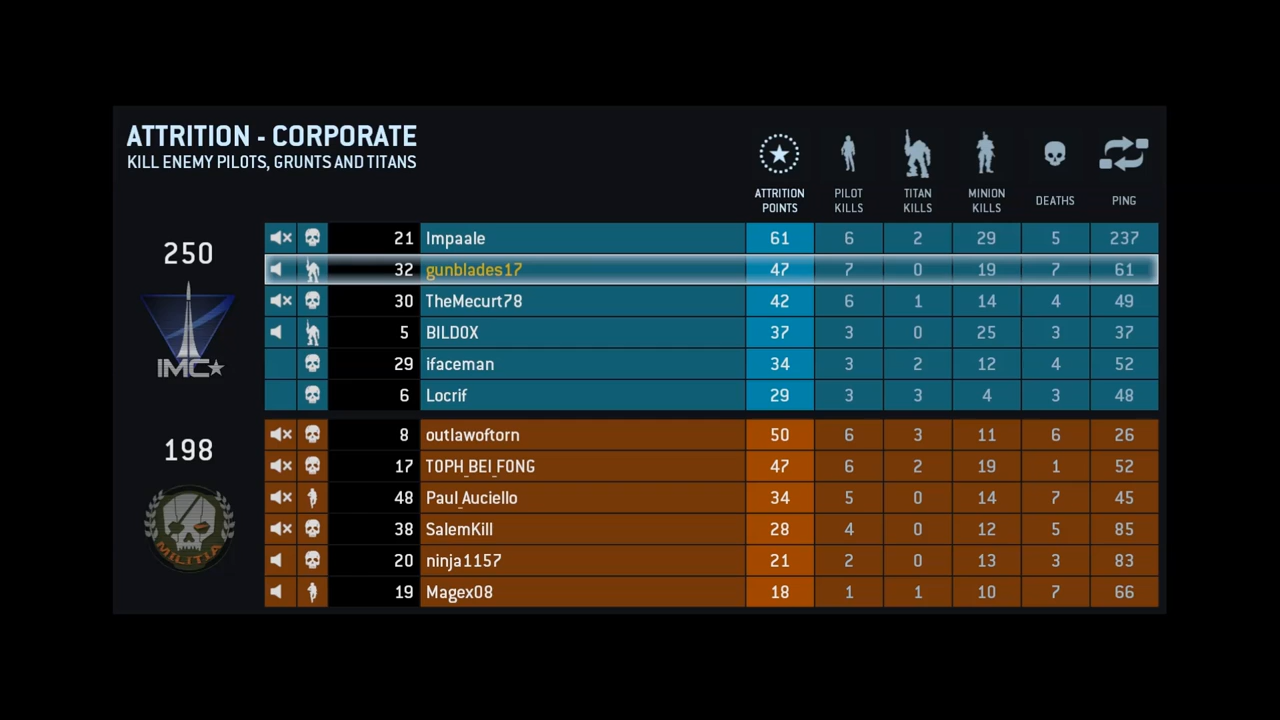 ATTRITION - CORPORATE
KILL ENEMY PILOTS, GRUNTS AND TITANS
ATTRITION POINTS PILOT KILLS TITAN KILLS MINION KILLS DEATHS PING
250
IMC
21 Impaale 61 6 2 29 5 237
32 gunblades17 47 7 0 19 7 61
30 TheMecurt78 42 6 1 14 4 49
5 BILDOX 37 3 0 25 3 37
29 ifaceman 34 3 2 12 4 52
6 Locrif 29 3 3 4 3 48
198
MILITIA
8 outlawoftorn 50 6 3 11 6 26
17 TOPH_BEI_FONG 47 6 2 19 1 52
48 Paul_Auciello 34 5 0 14 7 45
38 SalemKill 28 4 0 12 5 85
20 ninja1157 21 2 0 13 3 83
19 Magex08 18 1 1 10 7 66